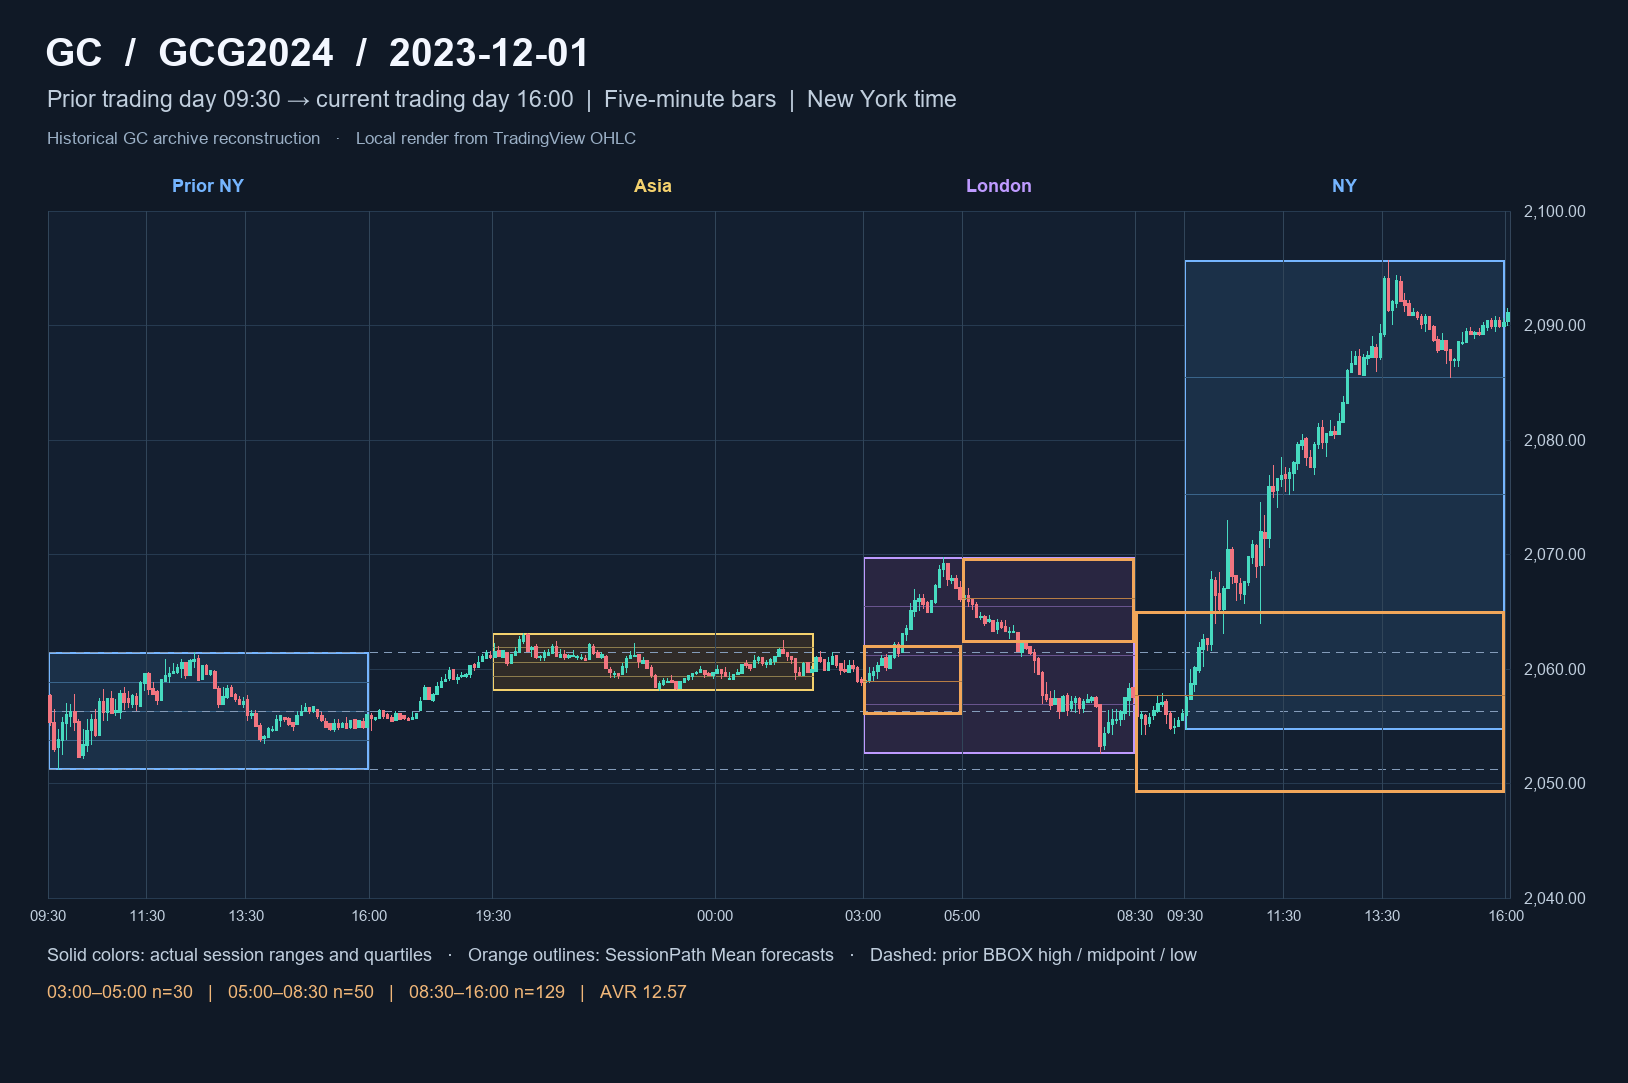 GC / GCG2024 / 2023-12-01
Prior trading day 09:30 → current trading day 16:00 | Five-minute bars | New York time
Historical GC archive reconstruction · Local render from TradingView OHLC
Prior NY Asia London NY
2,100.00
2,090.00
2,080.00
2,070.00
2,060.00
2,050.00
2,040.00
09:30 11:30 13:30 16:00 19:30 00:00 03:00 05:00 08:30 09:30 11:30 13:30 16:00
Solid colors: actual session ranges and quartiles · Orange outlines: SessionPath Mean forecasts · Dashed: prior BBOX high / midpoint / low
03:00–05:00 n=30 | 05:00–08:30 n=50 | 08:30–16:00 n=129 | AVR 12.57